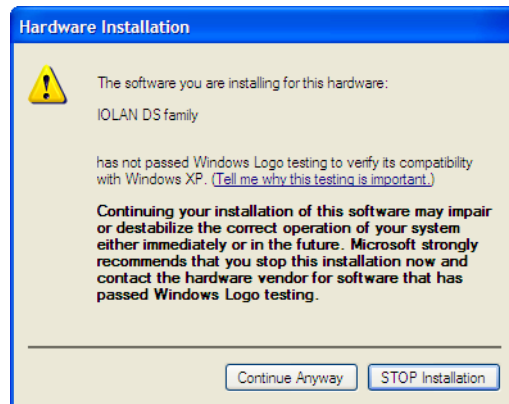 Hardware Installation
The software you are installing for this hardware:
IOLAN DS family
has not passed Windows Logo testing to verify its compatibility
with Windows XP. (Tell me why this testing is important.)
Continuing your installation of this software may impair
or destabilize the correct operation of your system
either immediately or in the future. Microsoft strongly
recommends that you stop this installation now and
contact the hardware vendor for software that has
passed Windows Logo testing.
Continue Anyway STOP Installation